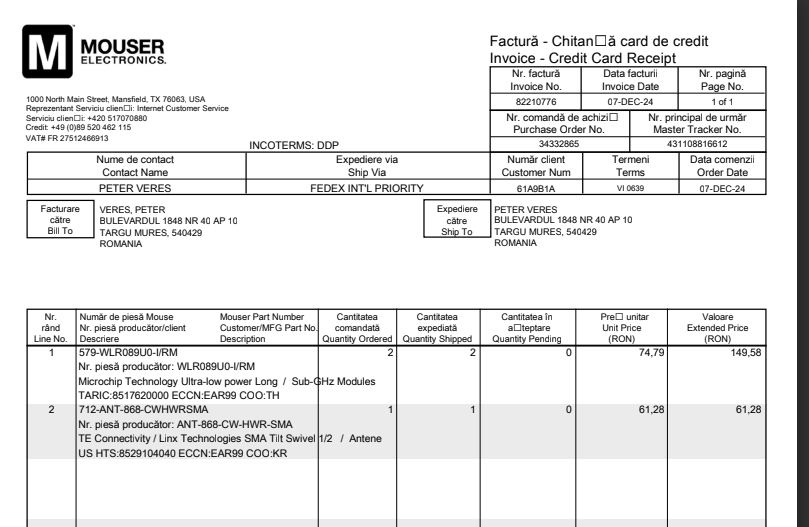 M MOUSER
ELECTRONICS.
Factură - Chitan□ă card de credit
Invoice - Credit Card Receipt
Nr. factură Data facturii Nr. pagină
Invoice No. Invoice Date Page No.
82210776 07-DEC-24 1 of 1
1000 North Main Street, Mansfield, TX 76063, USA
Reprezentant Serviciu clien□i: Internet Customer Service
Serviciu clien□i: +420 517070880
Credit: +49 (0)89 520 462 115
VAT# FR 27512466913
Nr. comandă de achizi□ Nr. principal de urmăr
Purchase Order No. Master Tracker No.
INCOTERMS: DDP
34332865 431108816612
Nume de contact Expediere via Număr client Termeni Data comenzii
Contact Name Ship Via Customer Num Terms Order Date
PETER VERES FEDEX INT'L PRIORITY 61A9B1A VI 0639 07-DEC-24
Facturare
către
Bill To
VERES, PETER
BULEVARDUL 1848 NR 40 AP 10
TARGU MURES, 540429
ROMANIA
Expediere
către
Ship To
PETER VERES
BULEVARDUL 1848 NR 40 AP 10
TARGU MURES, 540429
ROMANIA
Nr. Număr de piesă Mouse Mouser Part Number Cantitatea Cantitatea Cantitatea în Pre□ unitar Valoare
rând Nr. piesă producător/client Customer/MFG Part No. comandată expediată a□teptare Unit Price Extended Price
Line No. Descriere Description Quantity Ordered Quantity Shipped Quantity Pending (RON) (RON)
1 579-WLR089U0-I/RM 2 2 0 74,79 149,58
Nr. piesă producător: WLR089U0-I/RM
Microchip Technology Ultra-low power Long / Sub-GHz Modules
TARIC:8517620000 ECCN:EAR99 COO:TH
2 712-ANT-868-CWHWRSMA 1 1 0 61,28 61,28
Nr. piesă producător: ANT-868-CW-HWR-SMA
TE Connectivity / Linx Technologies SMA Tilt Swivel 1/2 / Antene
US HTS:8529104040 ECCN:EAR99 COO:KR